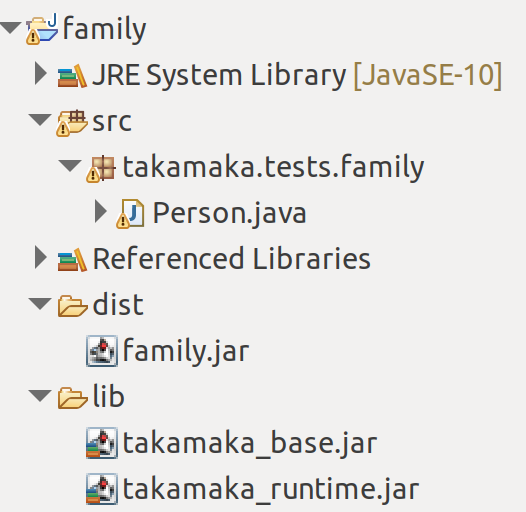 family
JRE System Library [JavaSE-10]
src
takamaka.tests.family
Person.java
Referenced Libraries
dist
family.jar
lib
takamaka_base.jar
takamaka_runtime.jar